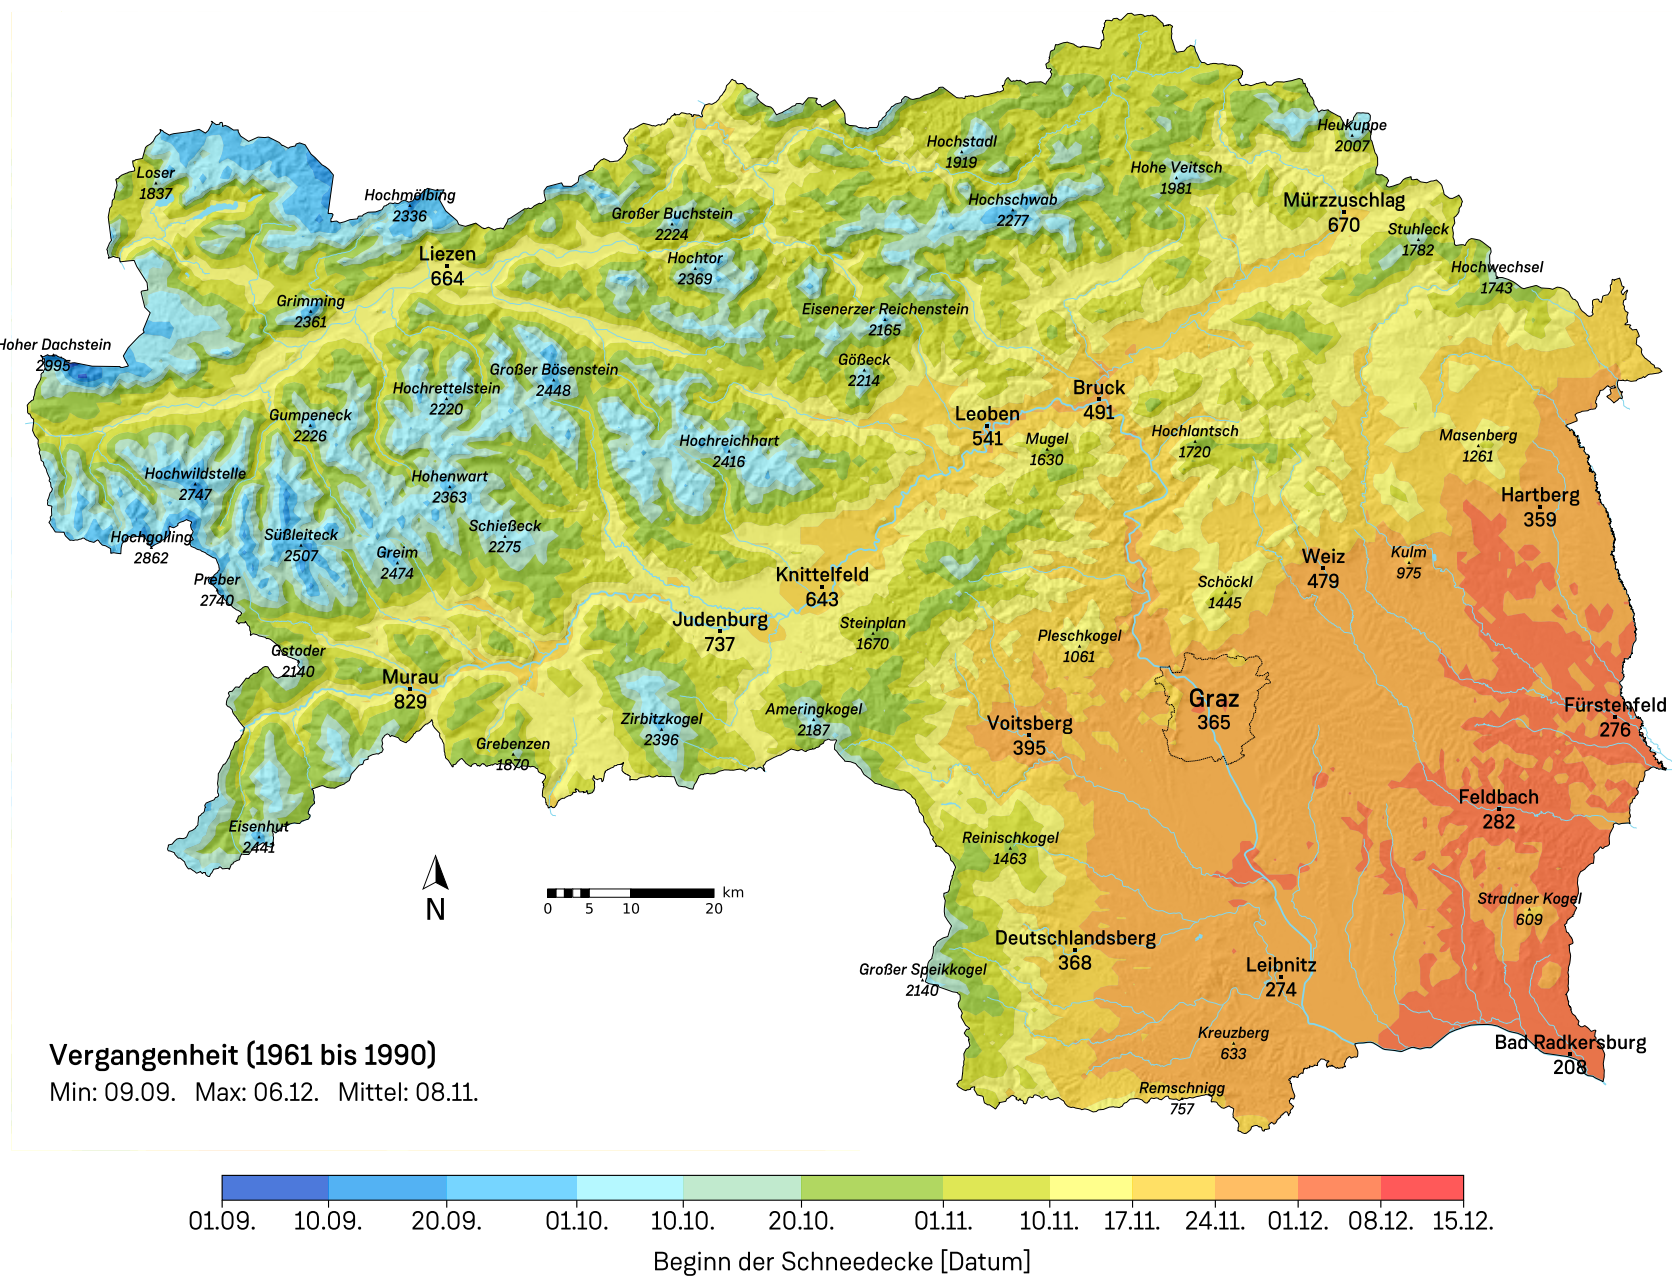 Heukuppe
2007
Hochstadl
1919
Hohe Veitsch
1981
Loser
1837
Hochmölbing
2336
Hochschwab
2277
Mürzzuschlag
670
Großer Buchstein
2224
Stuhleck
1782
Liezen
664
Hochtor
2369
Hochwechsel
1743
Grimming
2361
Eisenerzer Reichenstein
2165
Hoher Dachstein
2995
Gößeck
2214
Großer Bösenstein
2448
Hochrettelstein
2220
Bruck
491
Gumpeneck
2226
Leoben
541
Mugel
1630
Hochlantsch
1720
Masenberg
1261
Hochreichhart
2416
Hochwildstelle
2747
Hohenwart
2363
Hartberg
359
Hochgolling
2862
Süßleiteck
2507
Schießeck
2275
Greim
2474
Weiz
479
Kulm
975
Preber
2740
Knittelfeld
643
Schöckl
1445
Judenburg
737
Steinplan
1670
Pleschkogel
1061
Gstoder
2140
Murau
829
Graz
365
Fürstenfeld
276
Zirbitzkogel
2396
Ameringkogel
2187
Voitsberg
395
Grebenzen
1870
Feldbach
282
Eisenhut
2441
Reinischkogel
1463
Stradner Kogel
609
N
0 5 10 20 km
Deutschlandsberg
368
Großer Speikkogel
2140
Leibnitz
274
Kreuzberg
633
Bad Radkersburg
208
Remschnigg
757
Vergangenheit (1961 bis 1990)
Min: 09.09. Max: 06.12. Mittel: 08.11.
01.09. 10.09. 20.09. 01.10. 10.10. 20.10. 01.11. 10.11. 17.11. 24.11. 01.12. 08.12. 15.12.
Beginn der Schneedecke [Datum]